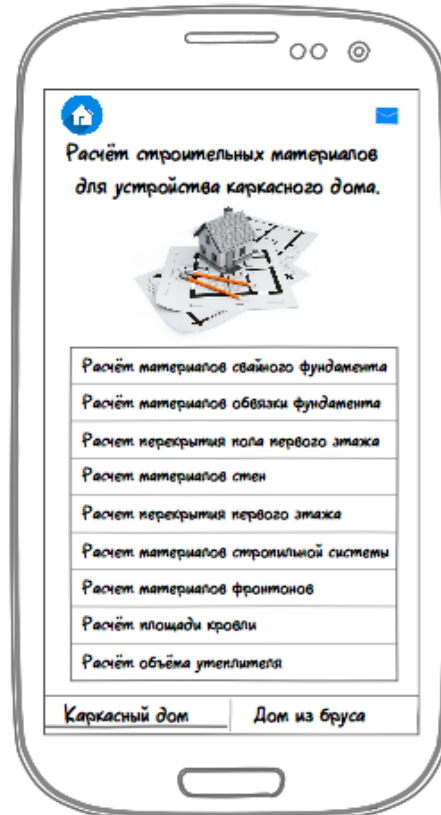 Расчёт строительных материалов
для устройства каркасного дома.
Расчёт материалов свайного фундамента
Расчёт материалов обвязки фундамента
Расчет перекрытия пола первого этажа
Расчет материалов стен
Расчет перекрытия первого этажа
Расчет материалов стропильной системы
Расчет материалов фронтонов
Расчёт площади кровли
Расчёт объёма утеплителя
Каркасный дом
Дом из бруса